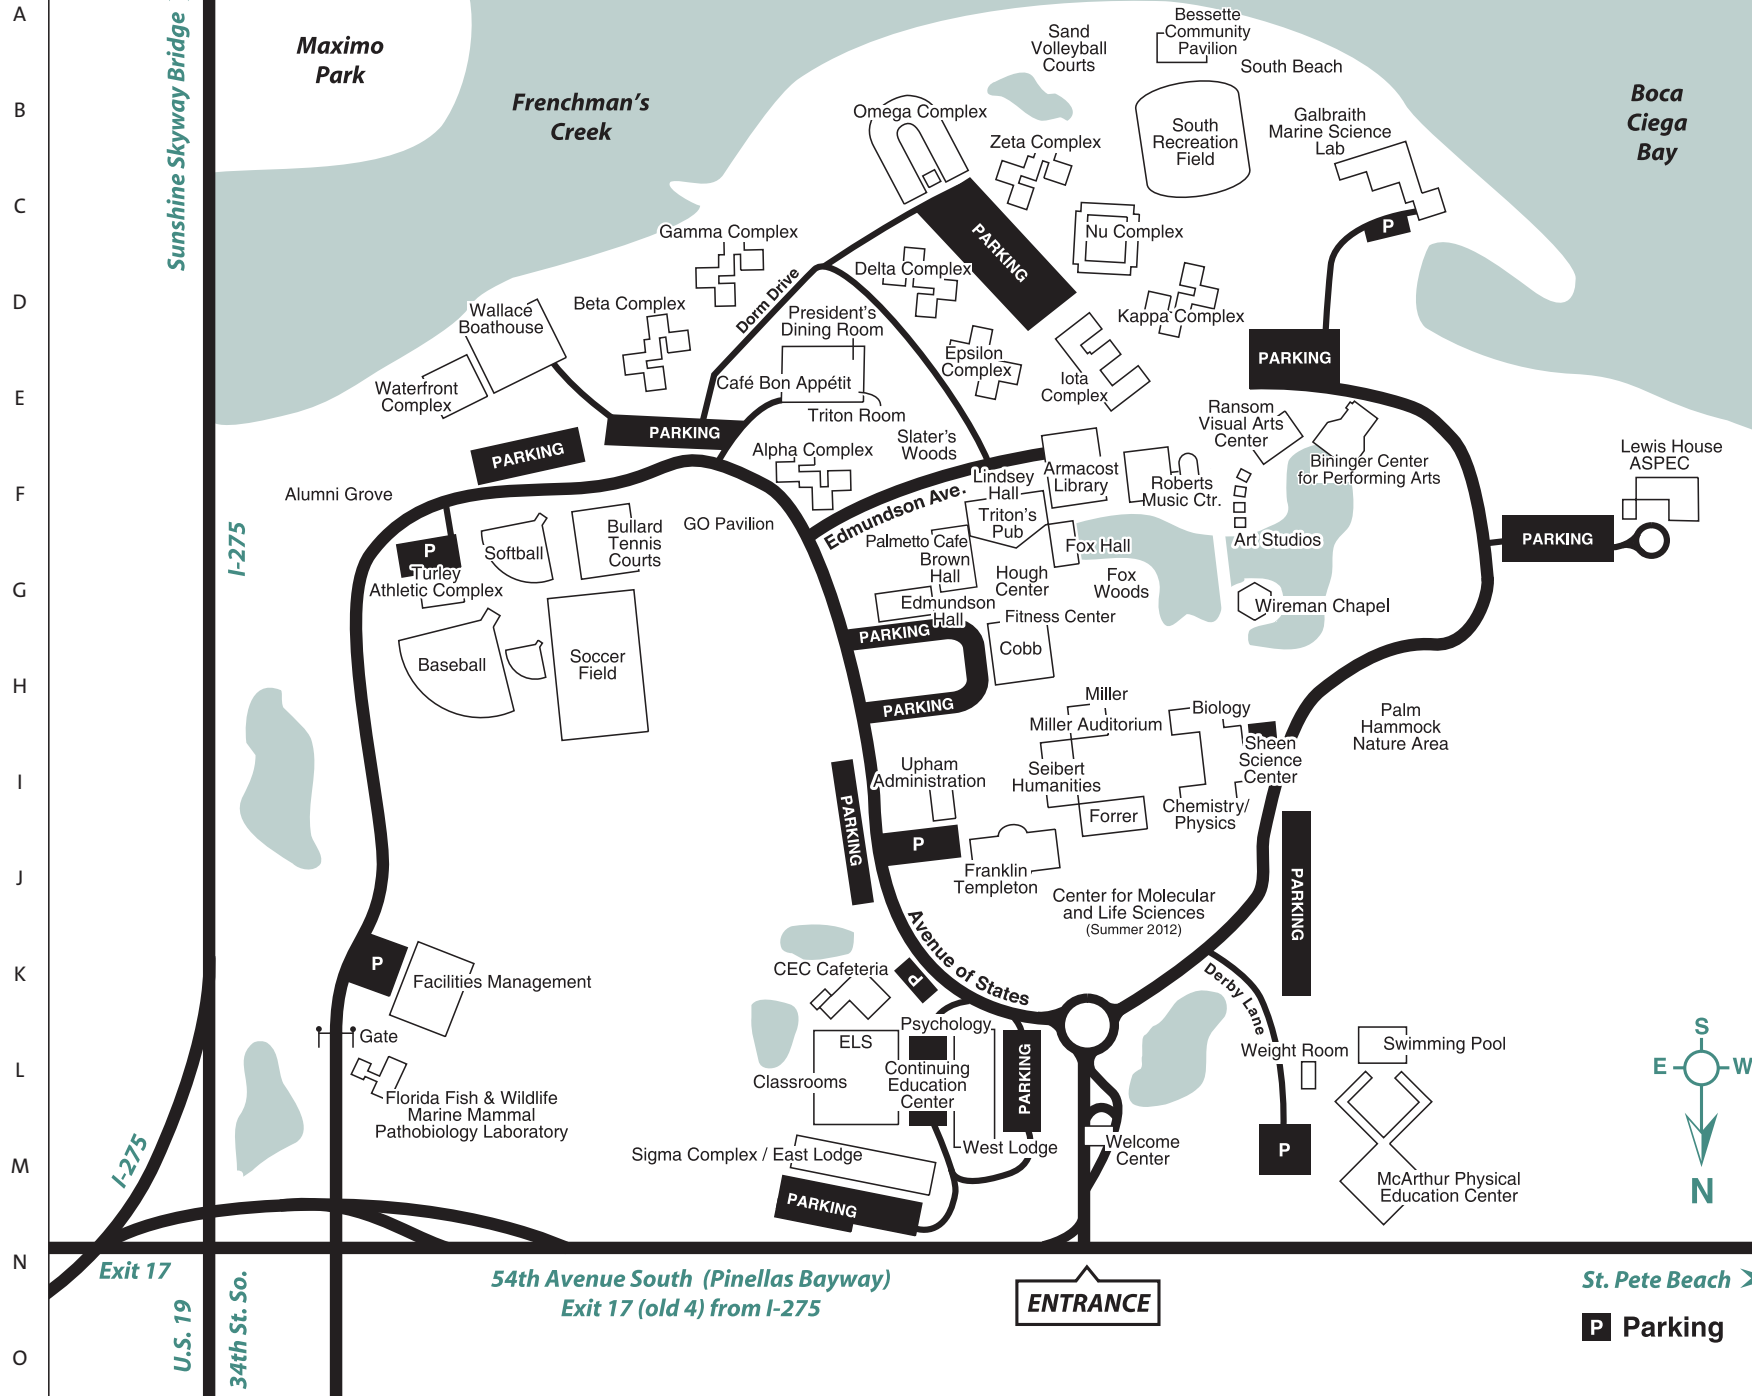 A
B
C
D
E
F
G
H
I
J
K
L
M
N
O
Sunshine Skyway Bridge
Maximo
Park
Frenchman's
Creek
Boca
Ciega
Bay
Sand
Volleyball
Courts
Bessette
Community
Pavilion
South Beach
Omega Complex
Zeta Complex
South
Recreation
Field
Galbraith
Marine Science
Lab
P
PARKING
Nu Complex
Gamma Complex
Delta Complex
Dorm Drive
Kappa Complex
Wallace
Boathouse
Beta Complex
President's
Dining Room
Epsilon
Complex
Iota
Complex
PARKING
Waterfront
Complex
Café Bon Appétit
Triton Room
PARKING
PARKING
Alpha Complex
Slater's
Woods
Ransom
Visual Arts
Center
Bininger Center
for Performing Arts
Lewis House
ASPEC
Armacost
Library
Roberts
Music Ctr.
Lindsey
Hall
Triton's
Pub
Edmundson Ave.
Alumni Grove
I-275
P
Softball
Bullard
Tennis
Courts
GO Pavilion
Palmetto Cafe
Brown
Hall
Fox Hall
Art Studios
PARKING
Turley
Athletic Complex
Hough
Center
Fox
Woods
Edmundson
Hall
Fitness Center
Wireman Chapel
PARKING
Cobb
Baseball
Soccer
Field
PARKING
Miller
Miller Auditorium
Biology
Sheen
Science
Center
Palm
Hammock
Nature Area
Upham
Administration
Seibert
Humanities
Forrer
Chemistry/
Physics
PARKING
P
Franklin
Templeton
Center for Molecular
and Life Sciences
(Summer 2012)
PARKING
Avenue of States
P
Facilities Management
CEC Cafeteria
P
Derby Lane
Gate
Psychology
ELS
Classrooms
Continuing
Education
Center
PARKING
Weight Room
Swimming Pool
Florida Fish & Wildlife
Marine Mammal
Pathobiology Laboratory
Sigma Complex / East Lodge
West Lodge
Welcome
Center
P
McArthur Physical
Education Center
PARKING
S
E
W
N
I-275
Exit 17
U.S. 19
34th St. So.
54th Avenue South (Pinellas Bayway)
Exit 17 (old 4) from I-275
ENTRANCE
St. Pete Beach
P Parking